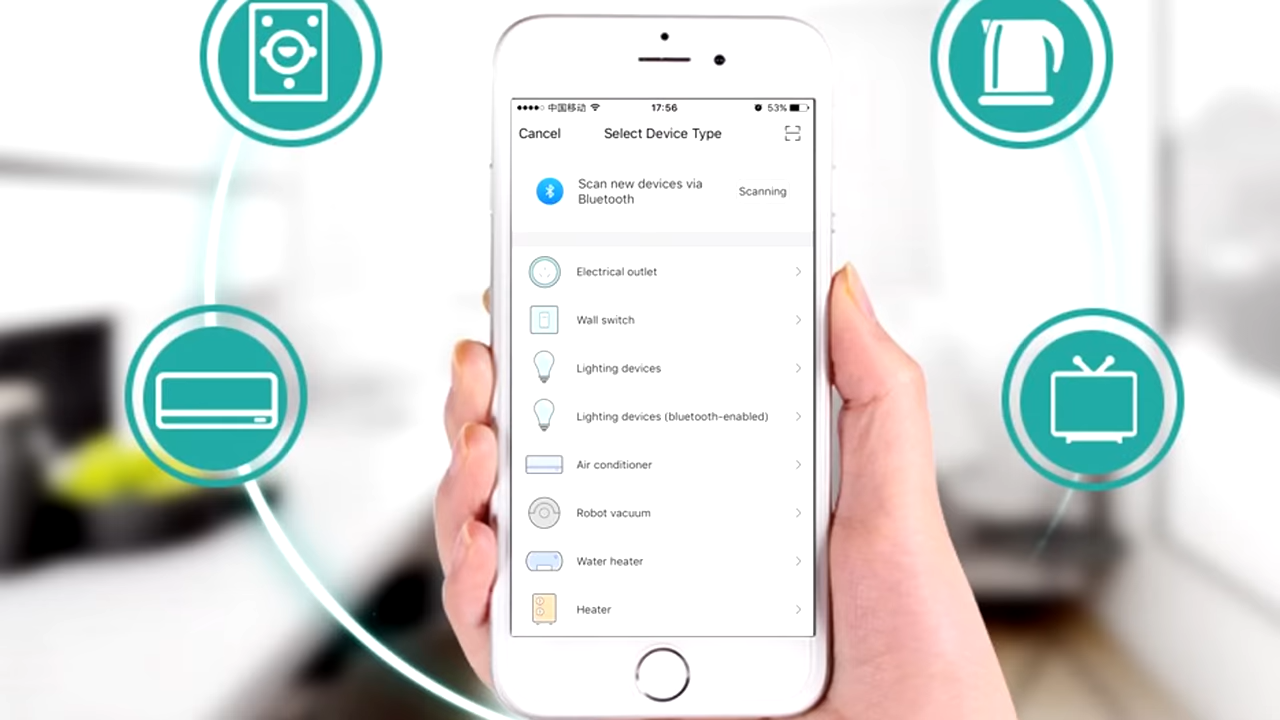 中国移动 17:56 53%
Cancel Select Device Type
Scan new devices via
Bluetooth
Scanning
Electrical outlet
Wall switch
Lighting devices
Lighting devices (bluetooth-enabled)
Air conditioner
Robot vacuum
Water heater
Heater